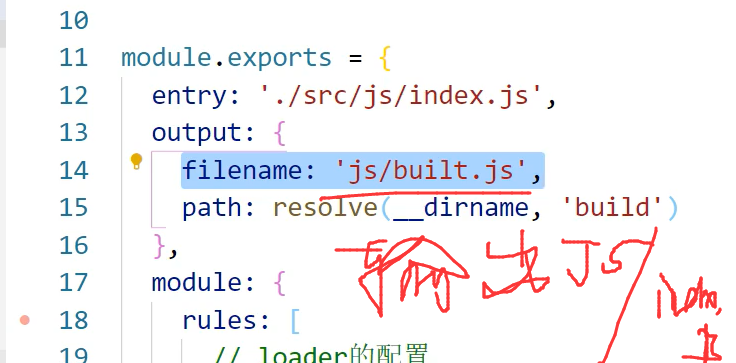 10
11 module.exports = {
12 entry: './src/js/index.js',
13 output: {
14 filename: 'js/built.js',
15 path: resolve(__dirname, 'build')
16 },
输出JS
17 module: {
18 rules: [
19 // loader的配置